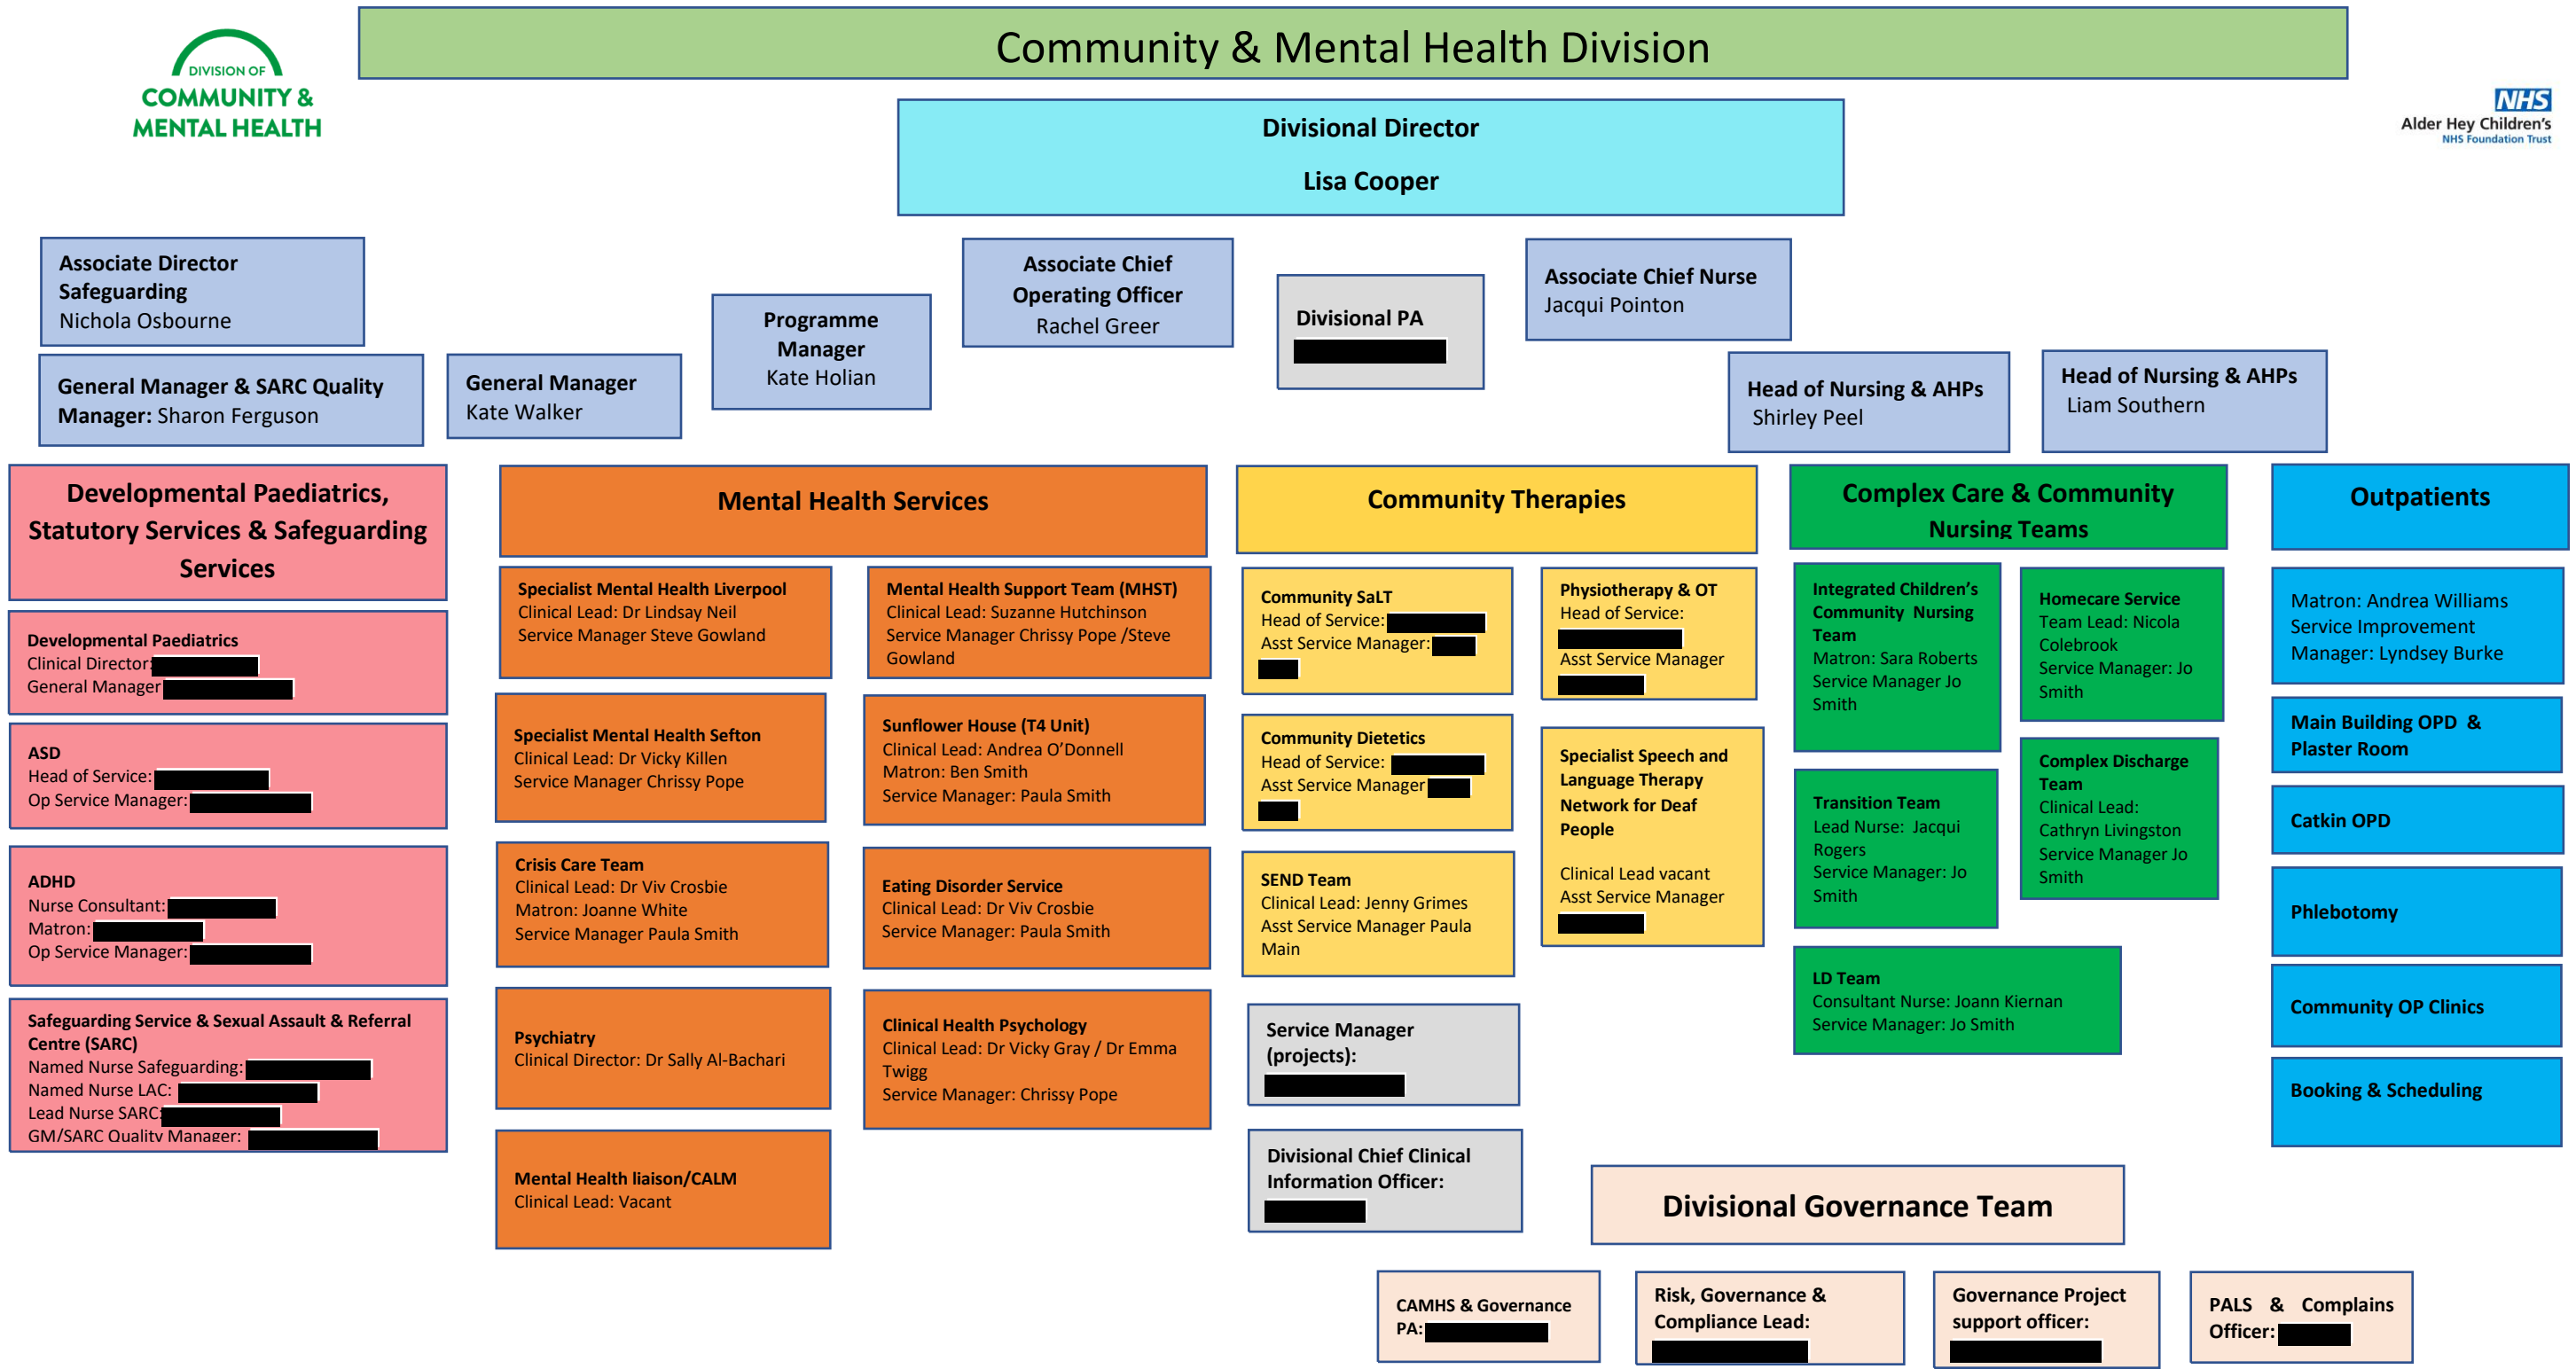 Community & Mental Health Division
DIVISION OF
COMMUNITY &
MENTAL HEALTH
NHS
Alder Hey Children's
NHS Foundation Trust
Divisional Director
Lisa Cooper
Associate Director
Safeguarding
Nichola Osbourne
General Manager & SARC Quality
Manager: Sharon Ferguson
General Manager
Kate Walker
Programme
Manager
Kate Holian
Associate Chief
Operating Officer
Rachel Greer
Divisional PA
Associate Chief Nurse
Jacqui Pointon
Head of Nursing & AHPs
Shirley Peel
Head of Nursing & AHPs
Liam Southern
Developmental Paediatrics,
Statutory Services & Safeguarding
Services
Developmental Paediatrics
Clinical Director:
General Manager
ASD
Head of Service:
Op Service Manager:
ADHD
Nurse Consultant:
Matron:
Op Service Manager:
Safeguarding Service & Sexual Assault & Referral
Centre (SARC)
Named Nurse Safeguarding:
Named Nurse LAC:
Lead Nurse SARC:
GM/SARC Quality Manager:
Mental Health Services
Specialist Mental Health Liverpool
Clinical Lead: Dr Lindsay Neil
Service Manager Steve Gowland
Specialist Mental Health Sefton
Clinical Lead: Dr Vicky Killen
Service Manager Chrissy Pope
Crisis Care Team
Clinical Lead: Dr Viv Crosbie
Matron: Joanne White
Service Manager Paula Smith
Psychiatry
Clinical Director: Dr Sally Al-Bachari
Mental Health liaison/CALM
Clinical Lead: Vacant
Mental Health Support Team (MHST)
Clinical Lead: Suzanne Hutchinson
Service Manager Chrissy Pope /Steve
Gowland
Sunflower House (T4 Unit)
Clinical Lead: Andrea O'Donnell
Matron: Ben Smith
Service Manager: Paula Smith
Eating Disorder Service
Clinical Lead: Dr Viv Crosbie
Service Manager: Paula Smith
Clinical Health Psychology
Clinical Lead: Dr Vicky Gray / Dr Emma
Twigg
Service Manager: Chrissy Pope
Community Therapies
Community SaLT
Head of Service:
Asst Service Manager:
Community Dietetics
Head of Service:
Asst Service Manager
SEND Team
Clinical Lead: Jenny Grimes
Asst Service Manager Paula
Main
Service Manager
(projects):
Divisional Chief Clinical
Information Officer:
Physiotherapy & OT
Head of Service:
Asst Service Manager
Specialist Speech and
Language Therapy
Network for Deaf
People
Clinical Lead vacant
Asst Service Manager
Complex Care & Community
Nursing Teams
Integrated Children's
Community Nursing
Team
Matron: Sara Roberts
Service Manager Jo
Smith
Transition Team
Lead Nurse: Jacqui
Rogers
Service Manager: Jo
Smith
LD Team
Consultant Nurse: Joann Kiernan
Service Manager: Jo Smith
Homecare Service
Team Lead: Nicola
Colebrook
Service Manager: Jo
Smith
Complex Discharge
Team
Clinical Lead:
Cathryn Livingston
Service Manager Jo
Smith
Outpatients
Matron: Andrea Williams
Service Improvement
Manager: Lyndsey Burke
Main Building OPD &
Plaster Room
Catkin OPD
Phlebotomy
Community OP Clinics
Booking & Scheduling
Divisional Governance Team
CAMHS & Governance
PA:
Risk, Governance &
Compliance Lead:
Governance Project
support officer:
PALS & Complains
Officer: